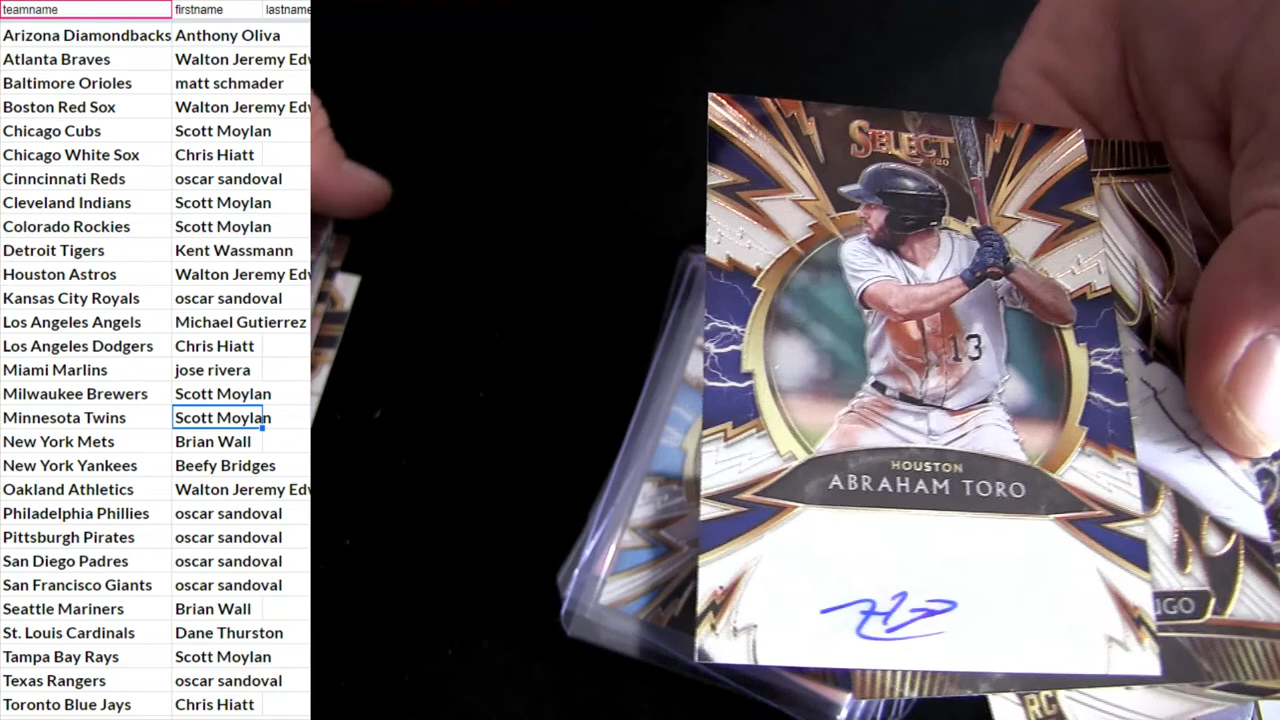 teamname firstname lastname
Arizona Diamondbacks Anthony Oliva
Atlanta Braves Walton Jeremy Edw
Baltimore Orioles matt schmader
Boston Red Sox Walton Jeremy Edw
Chicago Cubs Scott Moylan
Chicago White Sox Chris Hiatt
Cinncinnati Reds oscar sandoval
Cleveland Indians Scott Moylan
Colorado Rockies Scott Moylan
Detroit Tigers Kent Wassmann
Houston Astros Walton Jeremy Edw
Kansas City Royals oscar sandoval
Los Angeles Angels Michael Gutierrez
Los Angeles Dodgers Chris Hiatt
Miami Marlins jose rivera
Milwaukee Brewers Scott Moylan
Minnesota Twins Scott Moylan
New York Mets Brian Wall
New York Yankees Beefy Bridges
Oakland Athletics Walton Jeremy Edw
Philadelphia Phillies oscar sandoval
Pittsburgh Pirates oscar sandoval
San Diego Padres oscar sandoval
San Francisco Giants oscar sandoval
Seattle Mariners Brian Wall
St. Louis Cardinals Dane Thurston
Tampa Bay Rays Scott Moylan
Texas Rangers oscar sandoval
Toronto Blue Jays Chris Hiatt
SELECT
2020
13
HOUSTON
ABRAHAM TORO
RC